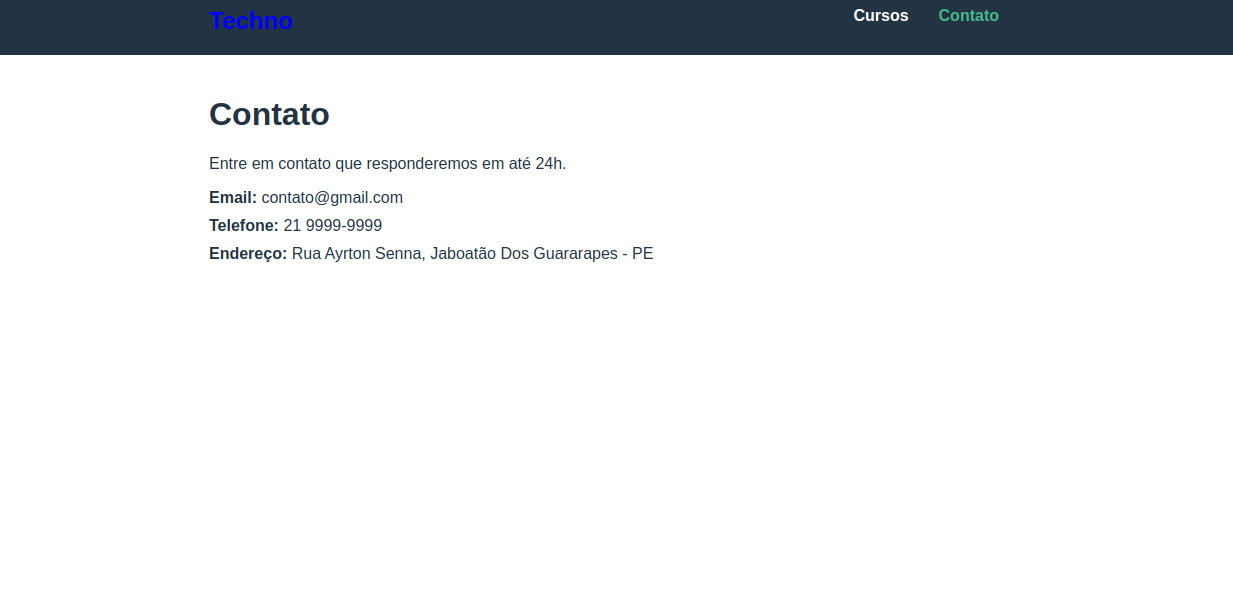 Techno
Cursos
Contato
Contato
Entre em contato que responderemos em até 24h.
Email: contato@gmail.com
Telefone: 21 9999-9999
Endereço: Rua Ayrton Senna, Jaboatão Dos Guararapes - PE